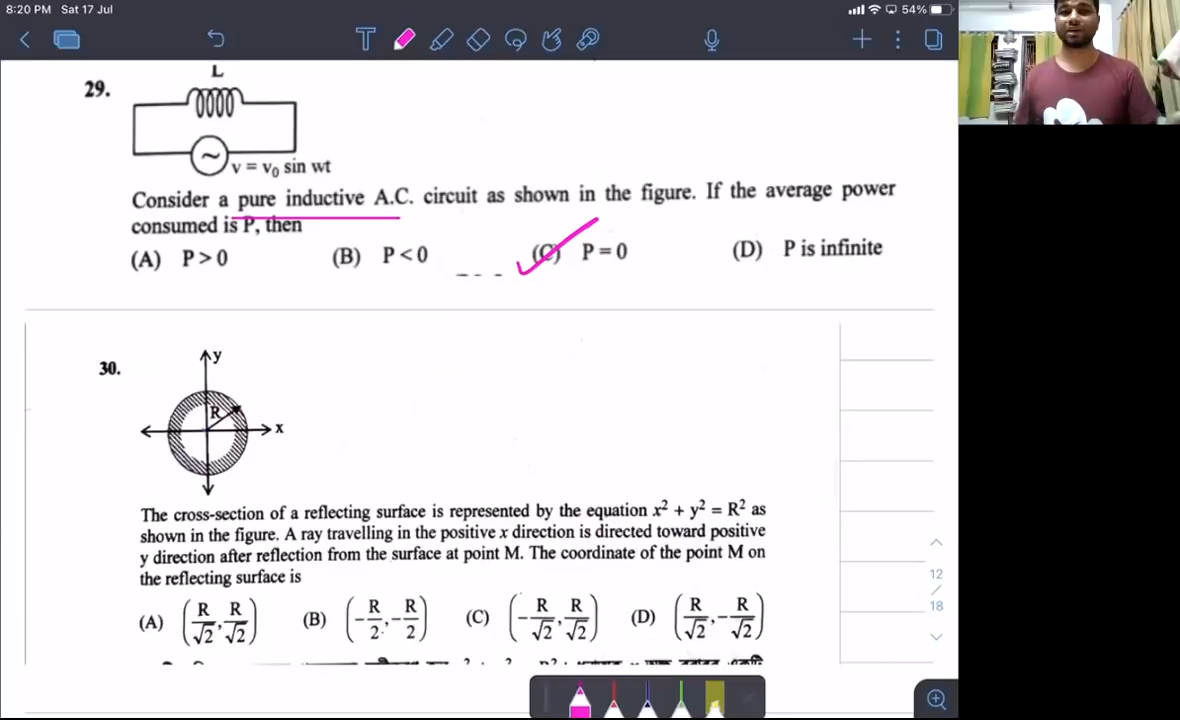 8:20 PM Sat 17 Jul
54%
T
29.
L
v = v₀ sin wt
Consider a pure inductive A.C. circuit as shown in the figure. If the average power
consumed is P, then
(A) P > 0 (B) P < 0 (C) P = 0 (D) P is infinite
30.
y
R
x
The cross-section of a reflecting surface is represented by the equation x² + y² = R² as
shown in the figure. A ray travelling in the positive x direction is directed toward positive
y direction after reflection from the surface at point M. The coordinate of the point M on
the reflecting surface is
(A) (R/√2, R/√2) (B) (-R/2, -R/2) (C) (-R/√2, R/√2) (D) (R/√2, -R/√2)
12
/
18